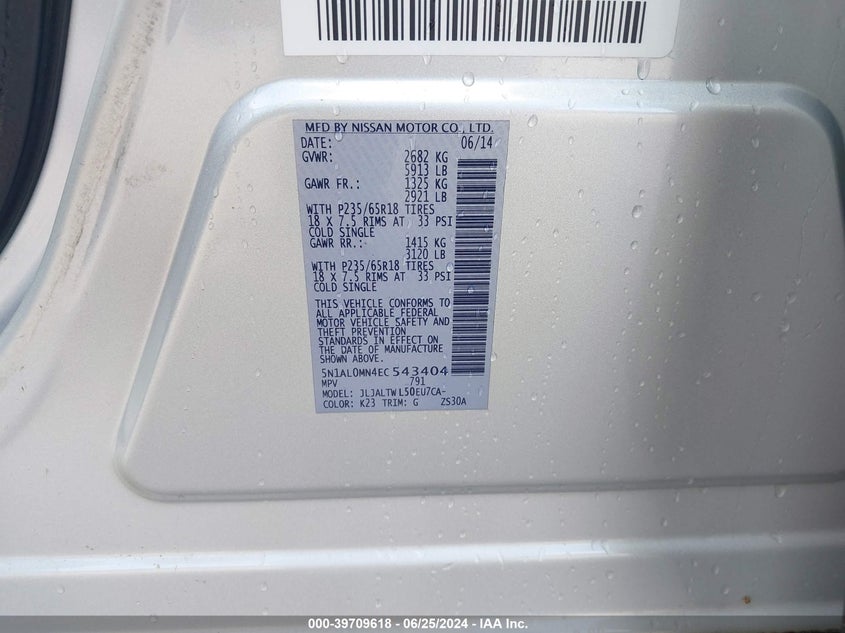 MFD BY NISSAN MOTOR CO., LTD.
DATE: 06/14
GVWR: 2682 KG
5913 LB
GAWR FR.: 1325 KG
2921 LB
WITH P235/65R18 TIRES
18 X 7.5 RIMS AT 33 PSI
COLD SINGLE
GAWR RR.: 1415 KG
3120 LB
WITH P235/65R18 TIRES
18 X 7.5 RIMS AT 33 PSI
COLD SINGLE
THIS VEHICLE CONFORMS TO
ALL APPLICABLE FEDERAL
MOTOR VEHICLE SAFETY AND
THEFT PREVENTION
STANDARDS IN EFFECT ON
THE DATE OF MANUFACTURE
SHOWN ABOVE.
5N1AL0MN4EC543404
MPV 791
MODEL: JLJALTWL50EU7CA-
COLOR: K23 TRIM: G ZS30A
000-39709618 - 06/25/2024 - IAA Inc.